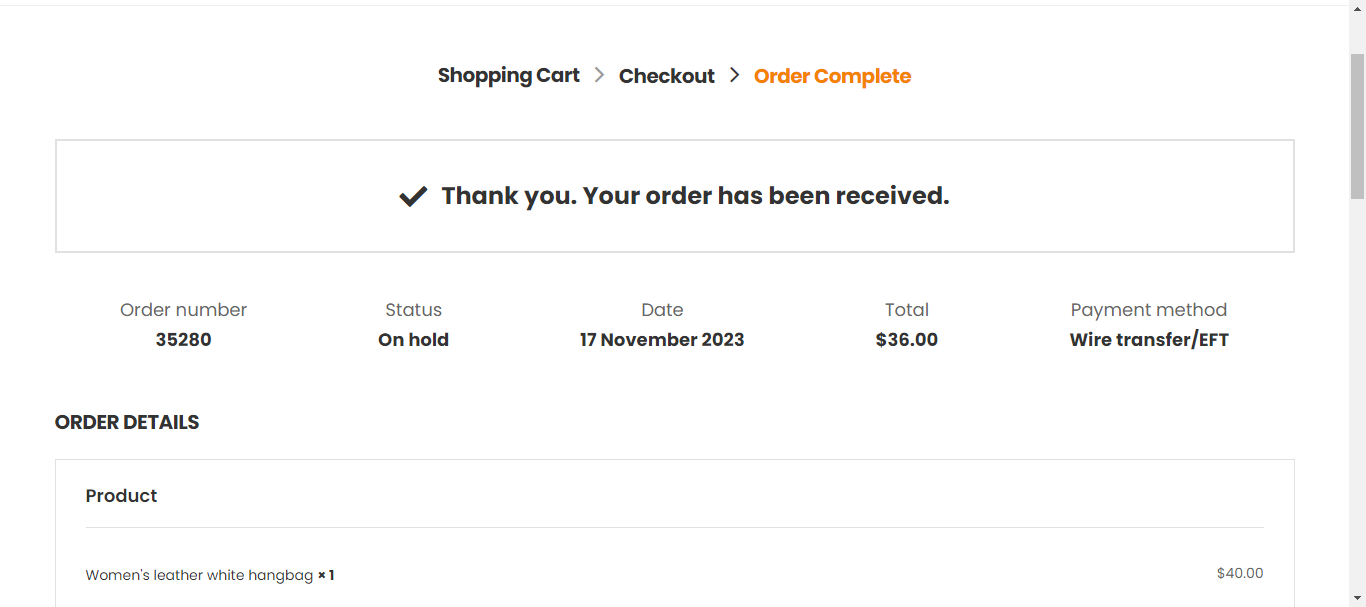 Shopping Cart > Checkout > Order Complete
Thank you. Your order has been received.
Order number Status Date Total Payment method
35280 On hold 17 November 2023 $36.00 Wire transfer/EFT
ORDER DETAILS
Product
Women's leather white hangbag × 1 $40.00